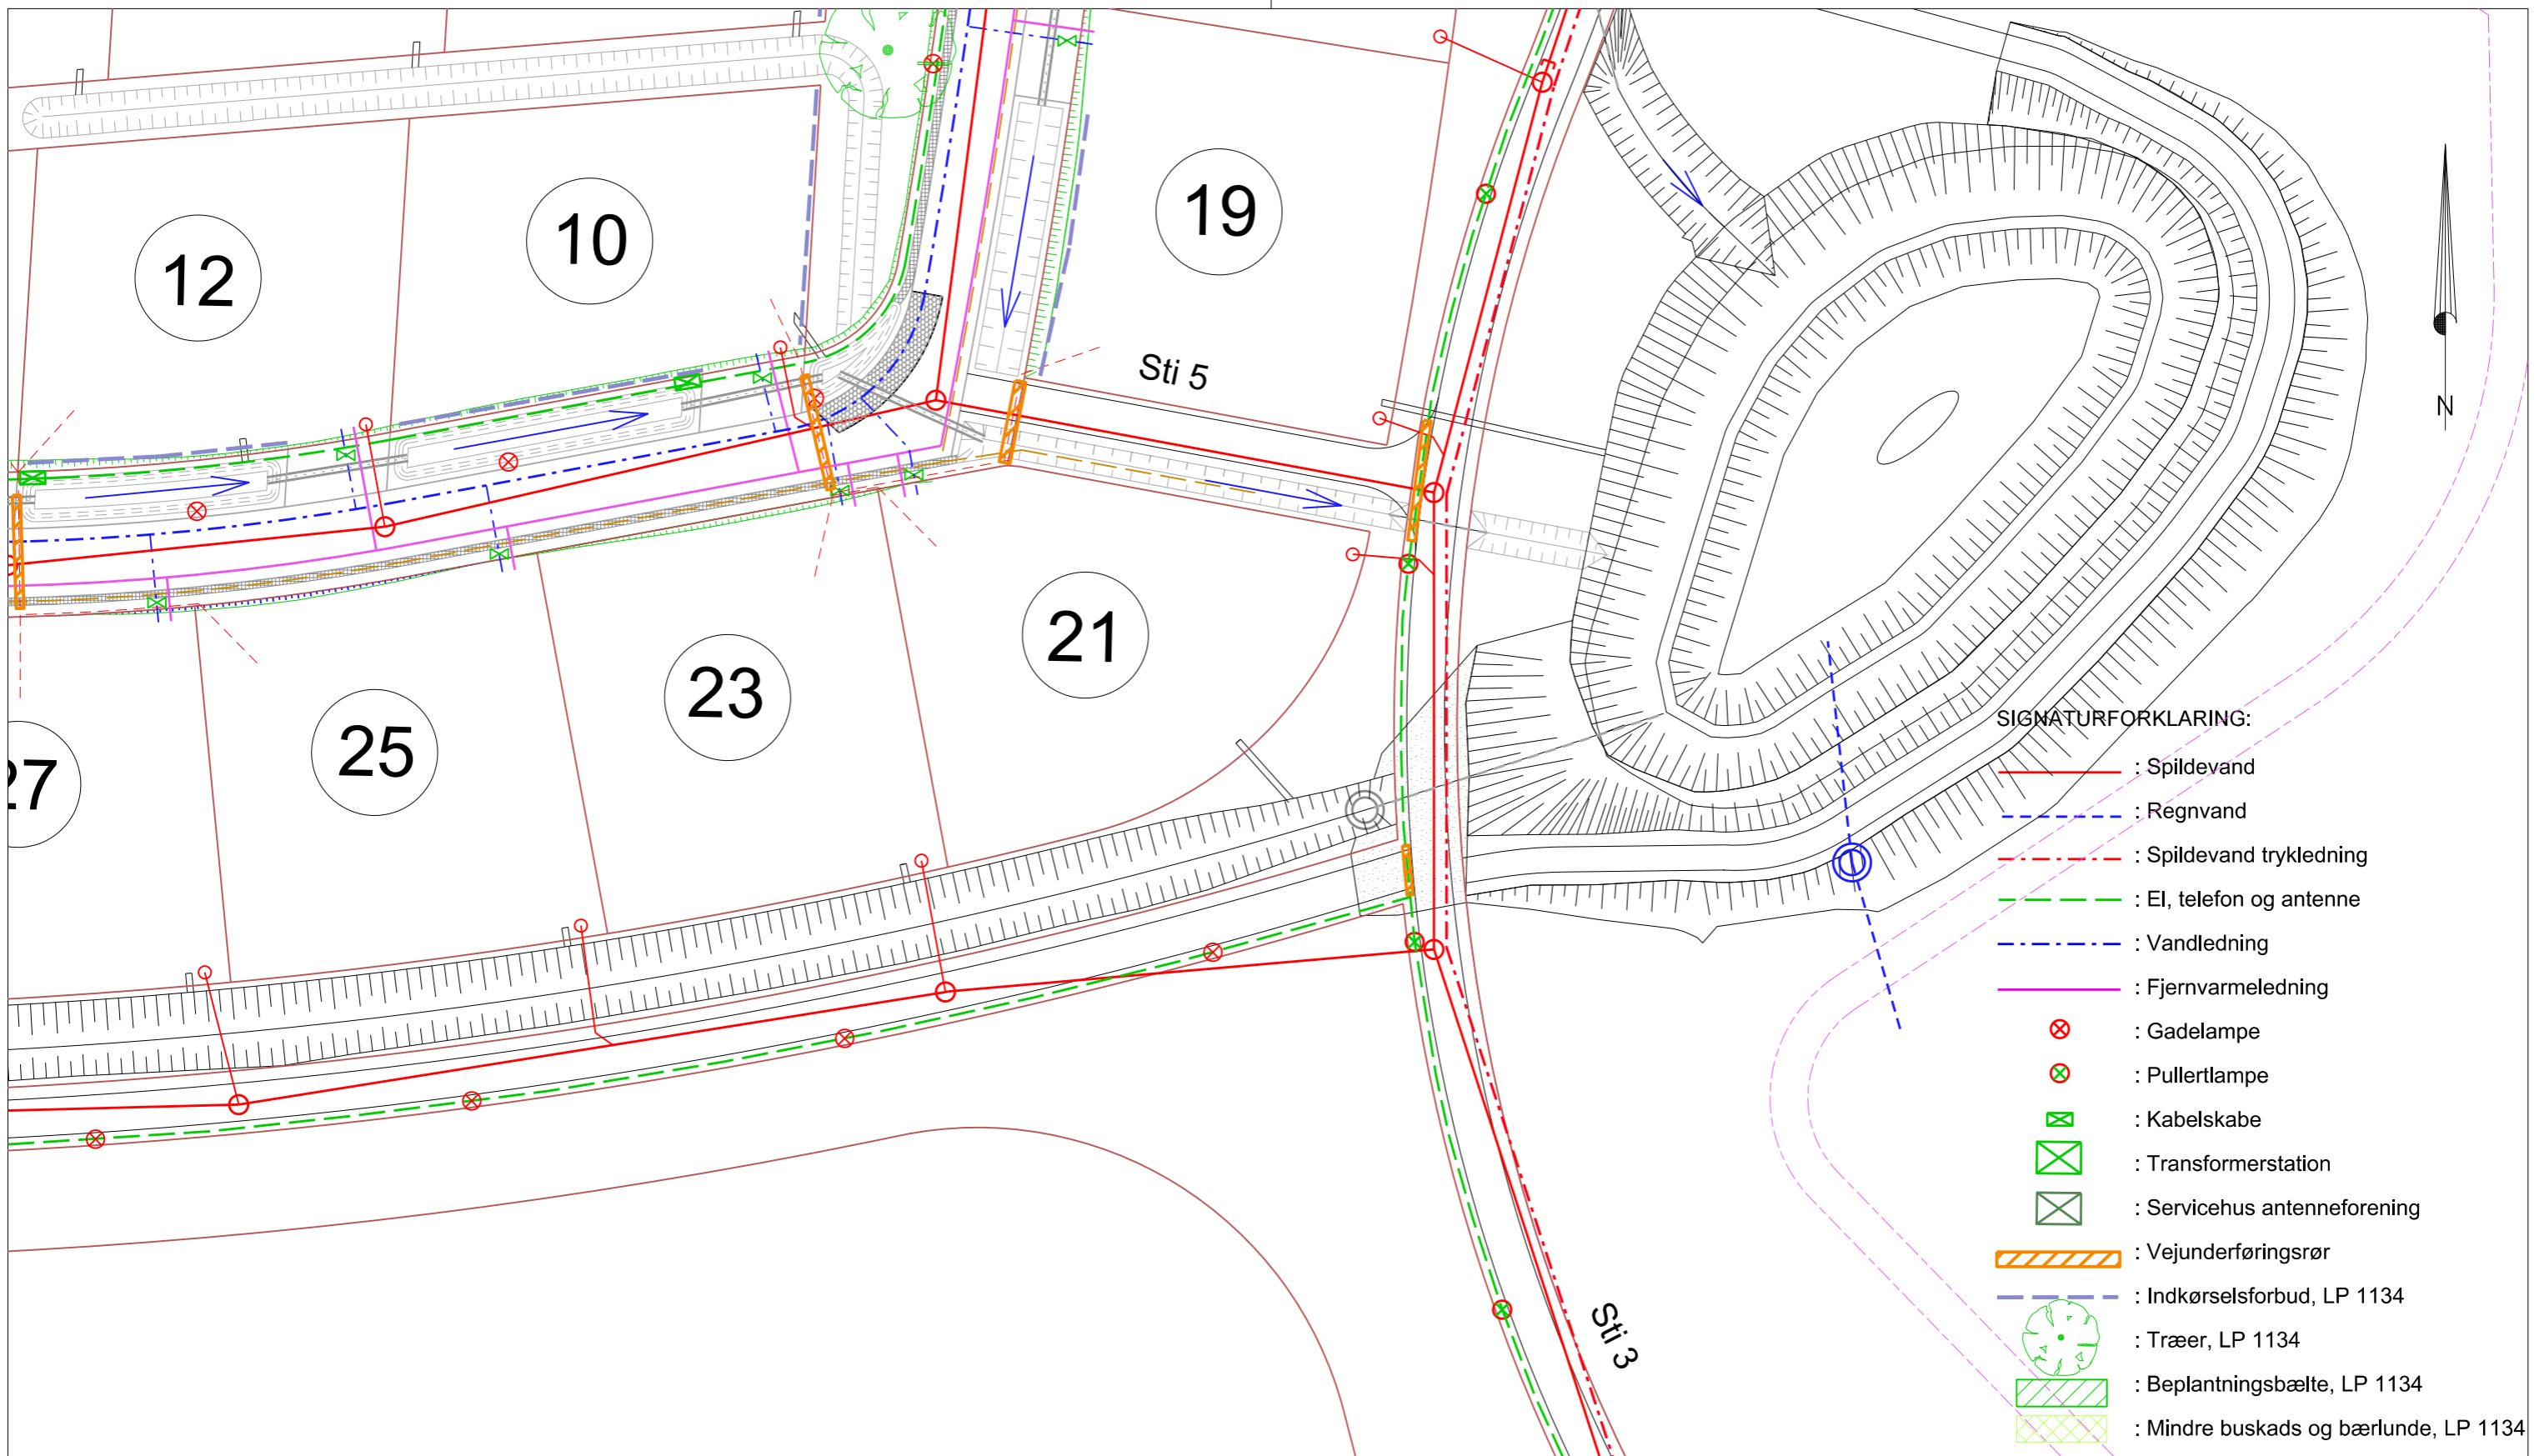 12
10
19
Sti 5
N
21
23
25
27
SIGNATURFORKLARING:
: Spildevand
: Regnvand
: Spildevand trykledning
: El, telefon og antenne
: Vandledning
: Fjernvarmeledning
: Gadelampe
: Pullertlampe
: Kabelskabe
: Transformerstation
: Servicehus antenneforening
: Vejunderføringsrør
: Indkørselsforbud, LP 1134
: Træer, LP 1134
: Beplantningsbælte, LP 1134
: Mindre buskads og bærlunde, LP 1134
Sti 3